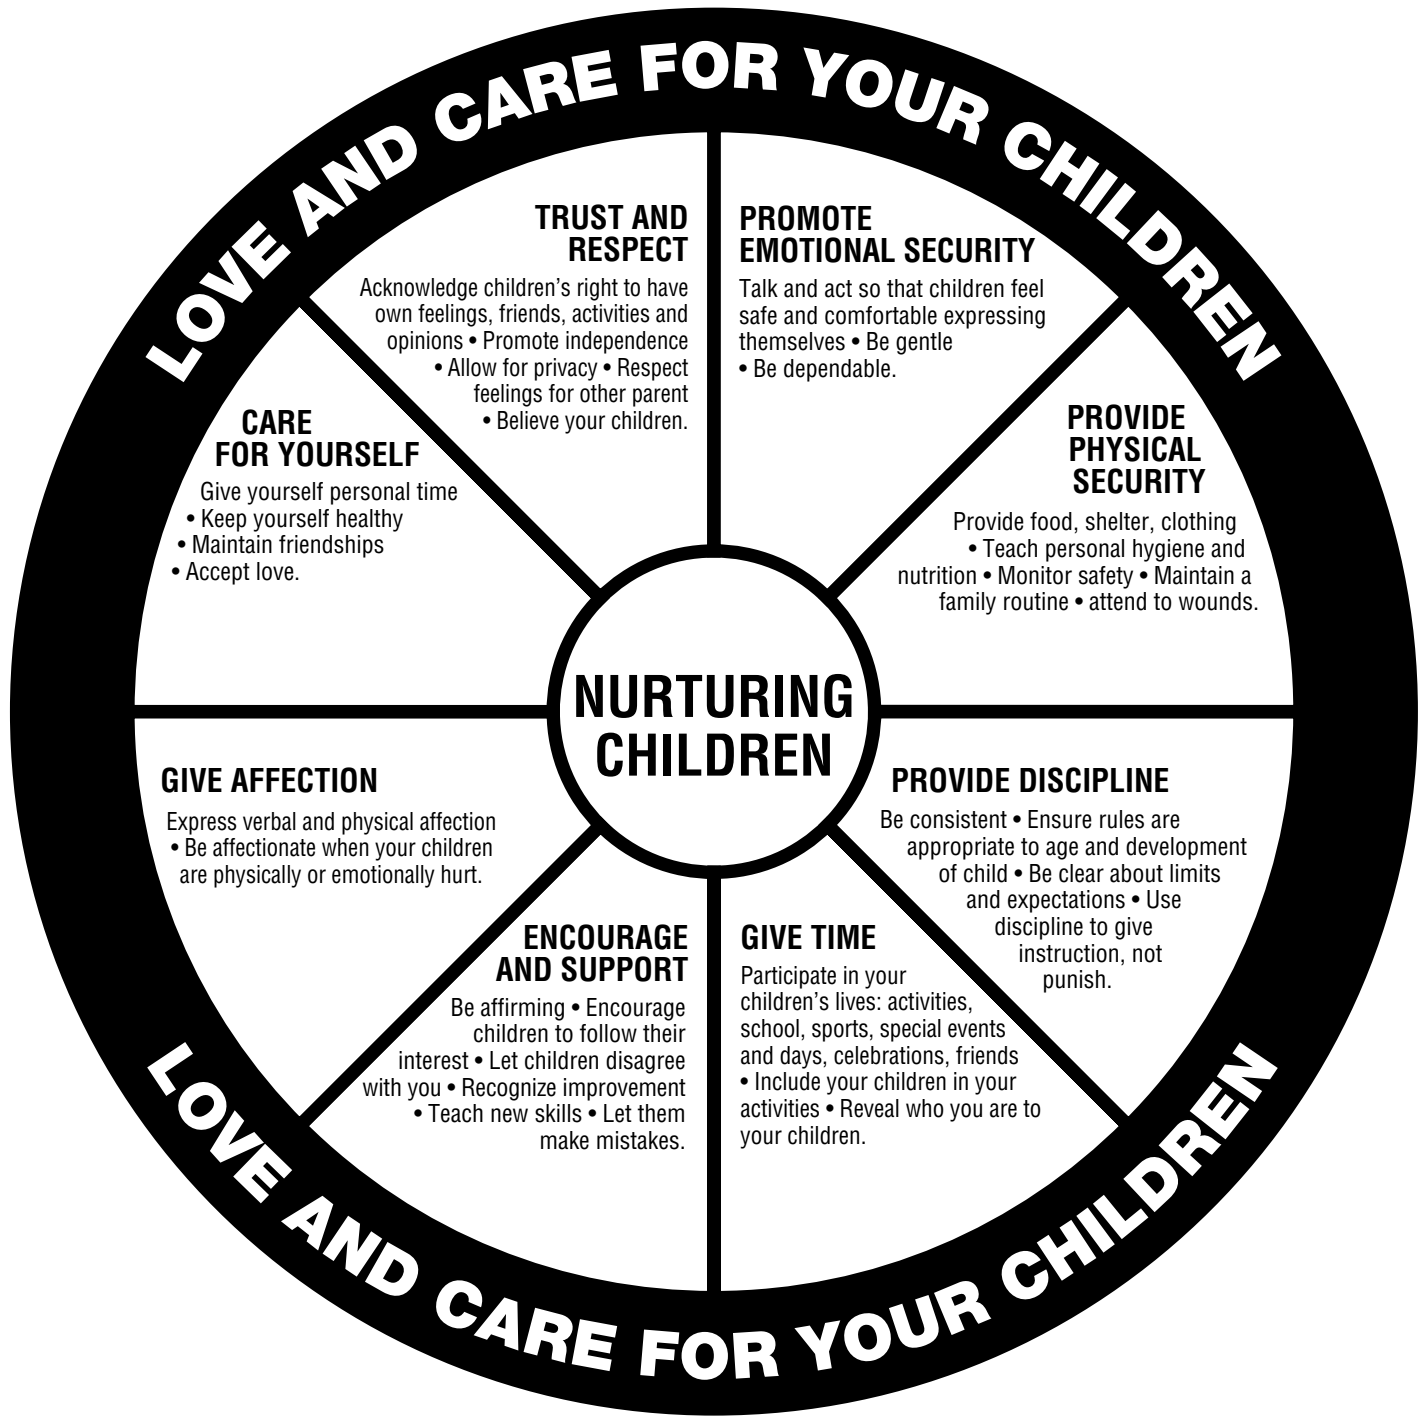 LOVE AND CARE FOR YOUR CHILDREN
TRUST AND
RESPECT
Acknowledge children’s right to have
own feelings, friends, activities and
opinions • Promote independence
• Allow for privacy • Respect
feelings for other parent
• Believe your children.
PROMOTE
EMOTIONAL SECURITY
Talk and act so that children feel
safe and comfortable expressing
themselves • Be gentle
• Be dependable.
CARE
FOR YOURSELF
Give yourself personal time
• Keep yourself healthy
• Maintain friendships
• Accept love.
PROVIDE
PHYSICAL
SECURITY
Provide food, shelter, clothing
• Teach personal hygiene and
nutrition • Monitor safety • Maintain a
family routine • attend to wounds.
NURTURING
CHILDREN
GIVE AFFECTION
Express verbal and physical affection
• Be affectionate when your children
are physically or emotionally hurt.
PROVIDE DISCIPLINE
Be consistent • Ensure rules are
appropriate to age and development
of child • Be clear about limits
and expectations • Use
discipline to give
instruction, not
punish.
ENCOURAGE
AND SUPPORT
Be affirming • Encourage
children to follow their
interest • Let children disagree
with you • Recognize improvement
• Teach new skills • Let them
make mistakes.
GIVE TIME
Participate in your
children’s lives: activities,
school, sports, special events
and days, celebrations, friends
• Include your children in your
activities • Reveal who you are to
your children.
LOVE AND CARE FOR YOUR CHILDREN